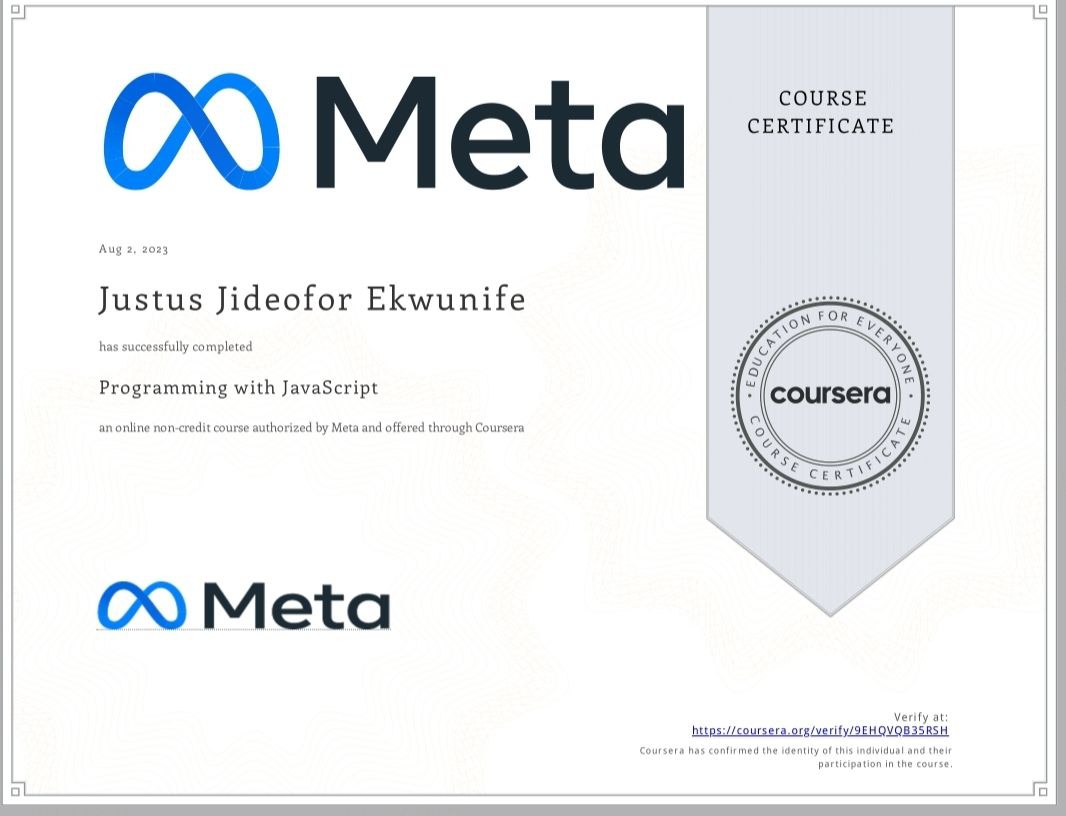 Meta
COURSE
CERTIFICATE
Aug 2, 2023
Justus Jideofor Ekwunife
has successfully completed
Programming with JavaScript
an online non-credit course authorized by Meta and offered through Coursera
EDUCATION FOR EVERYONE
coursera
COURSE CERTIFICATE
Meta
Verify at:
https://coursera.org/verify/9EHQVQB35RSH
Coursera has confirmed the identity of this individual and their
participation in the course.